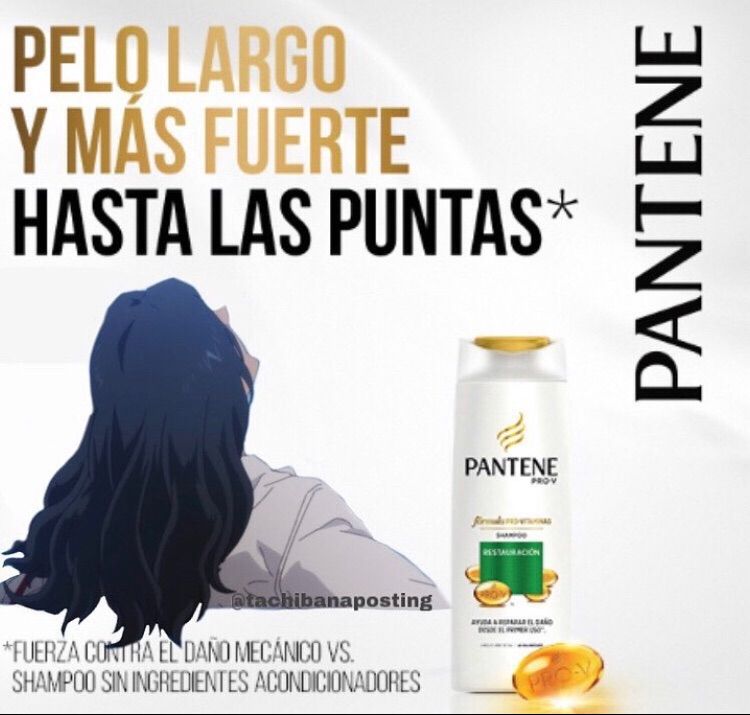 PELO LARGO
Y MÁS FUERTE
HASTA LAS PUNTAS*
PANTENE
PANTENE
PRO-V
fórmula PRO-VITAMINAS
SHAMPOO
RESTAURACIÓN
PRO-V
AYUDA A REPARAR EL DAÑO
DESDE EL PRIMER USO*.
PRO-V
@tachibanaposting
*FUERZA CONTRA EL DAÑO MECÁNICO VS.
SHAMPOO SIN INGREDIENTES ACONDICIONADORES